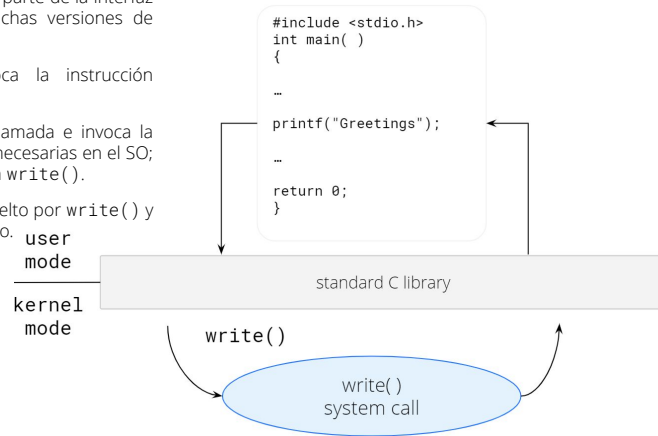 parte de la interfaz
chas versiones de
ca la instrucción
amada e invoca la
necesarias en el SO;
write().
elto por write() y
o.
#include <stdio.h>
int main( )
{
…
printf("Greetings");
…
return 0;
}
user
mode
standard C library
kernel
mode
write()
write( )
system call